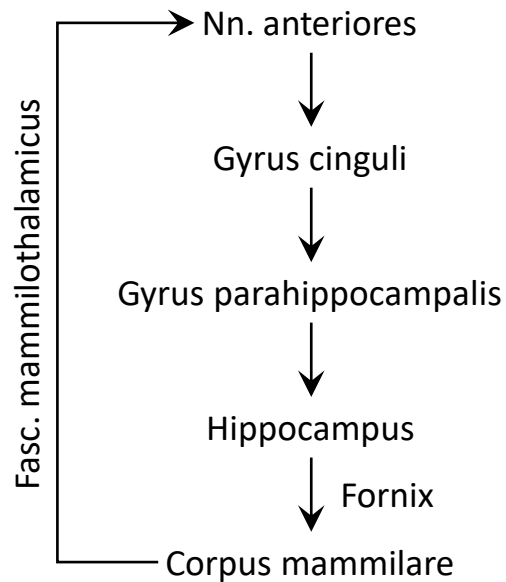 Nn. anteriores
Gyrus cinguli
Gyrus parahippocampalis
Hippocampus
Fornix
Corpus mammilare
Fasc. mammilothalamicus